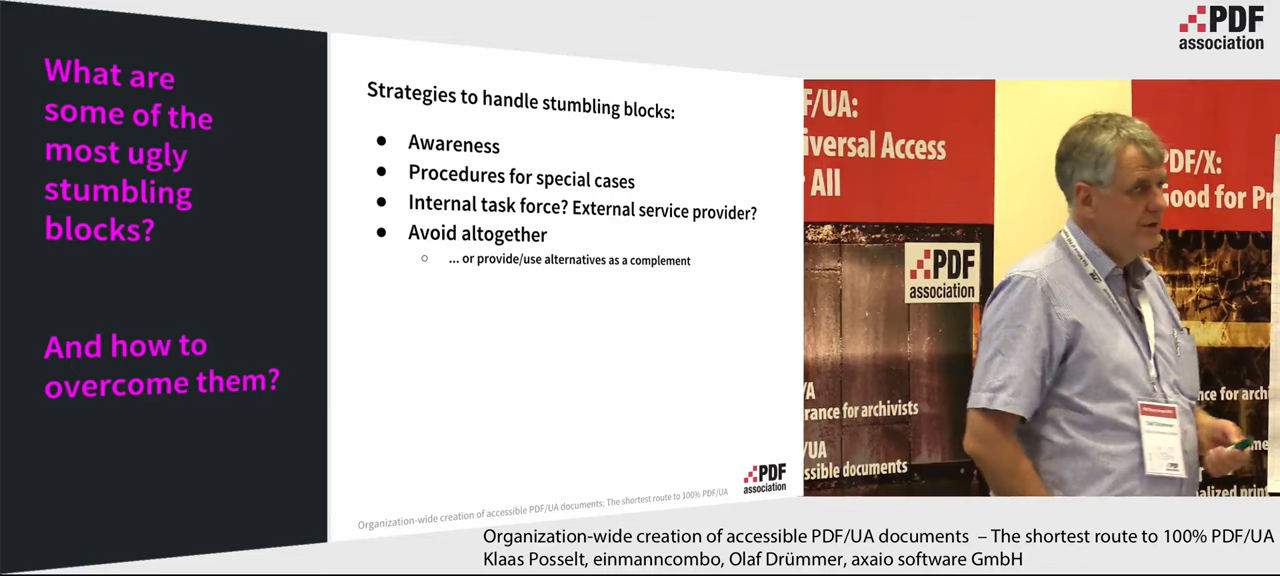 What are
some of the
most ugly
stumbling
blocks?
And how to
overcome them?
Strategies to handle stumbling blocks:
● Awareness
● Procedures for special cases
● Internal task force? External service provider?
● Avoid altogether
○ ... or provide/use alternatives as a complement
Organization-wide creation of accessible PDF/UA documents: The shortest route to 100% PDF/UA
PDF
association
PDF
association
F/UA:
iversal Access
All
PDF
association
/A
rance for archivists
/UA
ssible documents
PDF/X:
Good for Pr
nce for archi
Organization-wide creation of accessible PDF/UA documents – The shortest route to 100% PDF/UA
Klaas Posselt, einmanncombo, Olaf Drümmer, axaio software GmbH